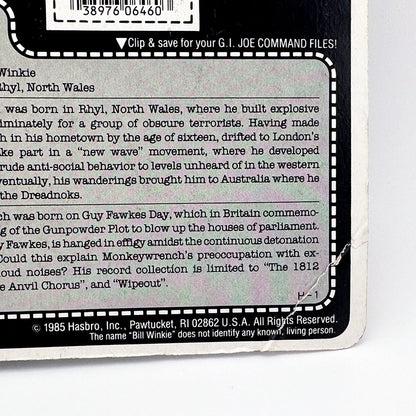 38976 06460
▼Clip & save for your G.I. JOE COMMAND FILES!
Winkie
Rhyl, North Wales
was born in Rhyl, North Wales, where he built explosive
iminately for a group of obscure terrorists. Having made
h in his hometown by the age of sixteen, drifted to London's
ke part in a "new wave" movement, where he developed
rude anti-social behavior to levels unheard of in the western
ventually, his wanderings brought him to Australia where he
the Dreadnoks.
ch was born on Guy Fawkes Day, which in Britain commemo-
g of the Gunpowder Plot to blow up the houses of parliament.
y Fawkes, is hanged in effigy amidst the continuous detonation
Could this explain Monkeywrench's preoccupation with ex-
loud noises? His record collection is limited to "The 1812
e Anvil Chorus", and "Wipeout".
H-1
© 1985 Hasbro, Inc., Pawtucket, RI 02862 U.S.A. All Rights Reserved.
The name "Bill Winkie" does not identify any known, living person.